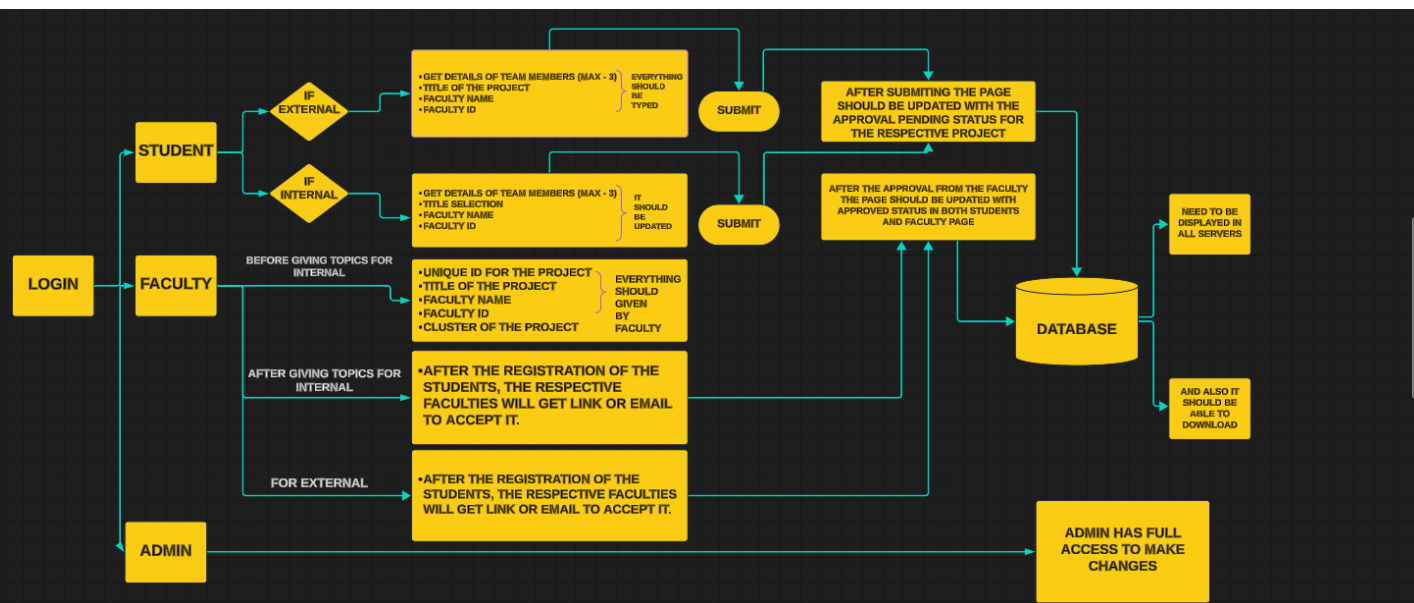 LOGIN
STUDENT
IF
EXTERNAL
•GET DETAILS OF TEAM MEMBERS (MAX - 3)
•TITLE OF THE PROJECT
•FACULTY NAME
•FACULTY ID
EVERYTHING
SHOULD
BE
TYPED
SUBMIT
AFTER SUBMITING THE PAGE
SHOULD BE UPDATED WITH THE
APPROVAL PENDING STATUS FOR
THE RESPECTIVE PROJECT
IF
INTERNAL
•GET DETAILS OF TEAM MEMBERS (MAX - 3)
•TITLE SELECTION
•FACULTY NAME
•FACULTY ID
IT
SHOULD
BE
UPDATED
SUBMIT
AFTER THE APPROVAL FROM THE FACULTY
THE PAGE SHOULD BE UPDATED WITH
APPROVED STATUS IN BOTH STUDENTS
AND FACULTY PAGE
FACULTY
BEFORE GIVING TOPICS FOR
INTERNAL
•UNIQUE ID FOR THE PROJECT
•TITLE OF THE PROJECT
•FACULTY NAME
•FACULTY ID
•CLUSTER OF THE PROJECT
EVERYTHING
SHOULD
GIVEN
BY
FACULTY
AFTER GIVING TOPICS FOR
INTERNAL
•AFTER THE REGISTRATION OF THE
STUDENTS, THE RESPECTIVE
FACULTIES WILL GET LINK OR EMAIL
TO ACCEPT IT.
FOR EXTERNAL
•AFTER THE REGISTRATION OF THE
STUDENTS, THE RESPECTIVE FACULTIES
WILL GET LINK OR EMAIL TO ACCEPT IT.
DATABASE
NEED TO BE
DISPLAYED IN
ALL SERVERS
AND ALSO IT
SHOULD BE
ABLE TO
DOWNLOAD
ADMIN
ADMIN HAS FULL
ACCESS TO MAKE
CHANGES